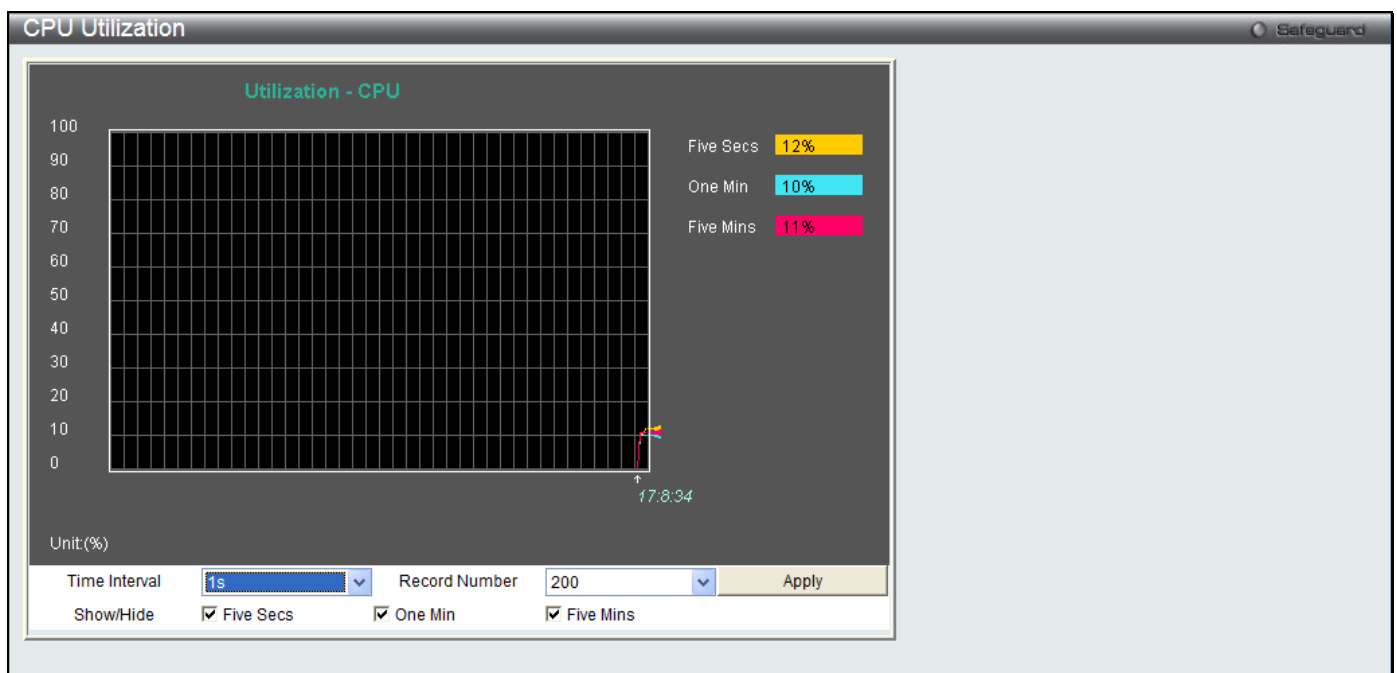 CPU Utilization
Safeguard
Utilization - CPU
100
90
80
70
60
50
40
30
20
10
0
Five Secs 12%
One Min 10%
Five Mins 11%
17:8:34
Unit:(%)
Time Interval 1s Record Number 200 Apply
Show/Hide Five Secs One Min Five Mins